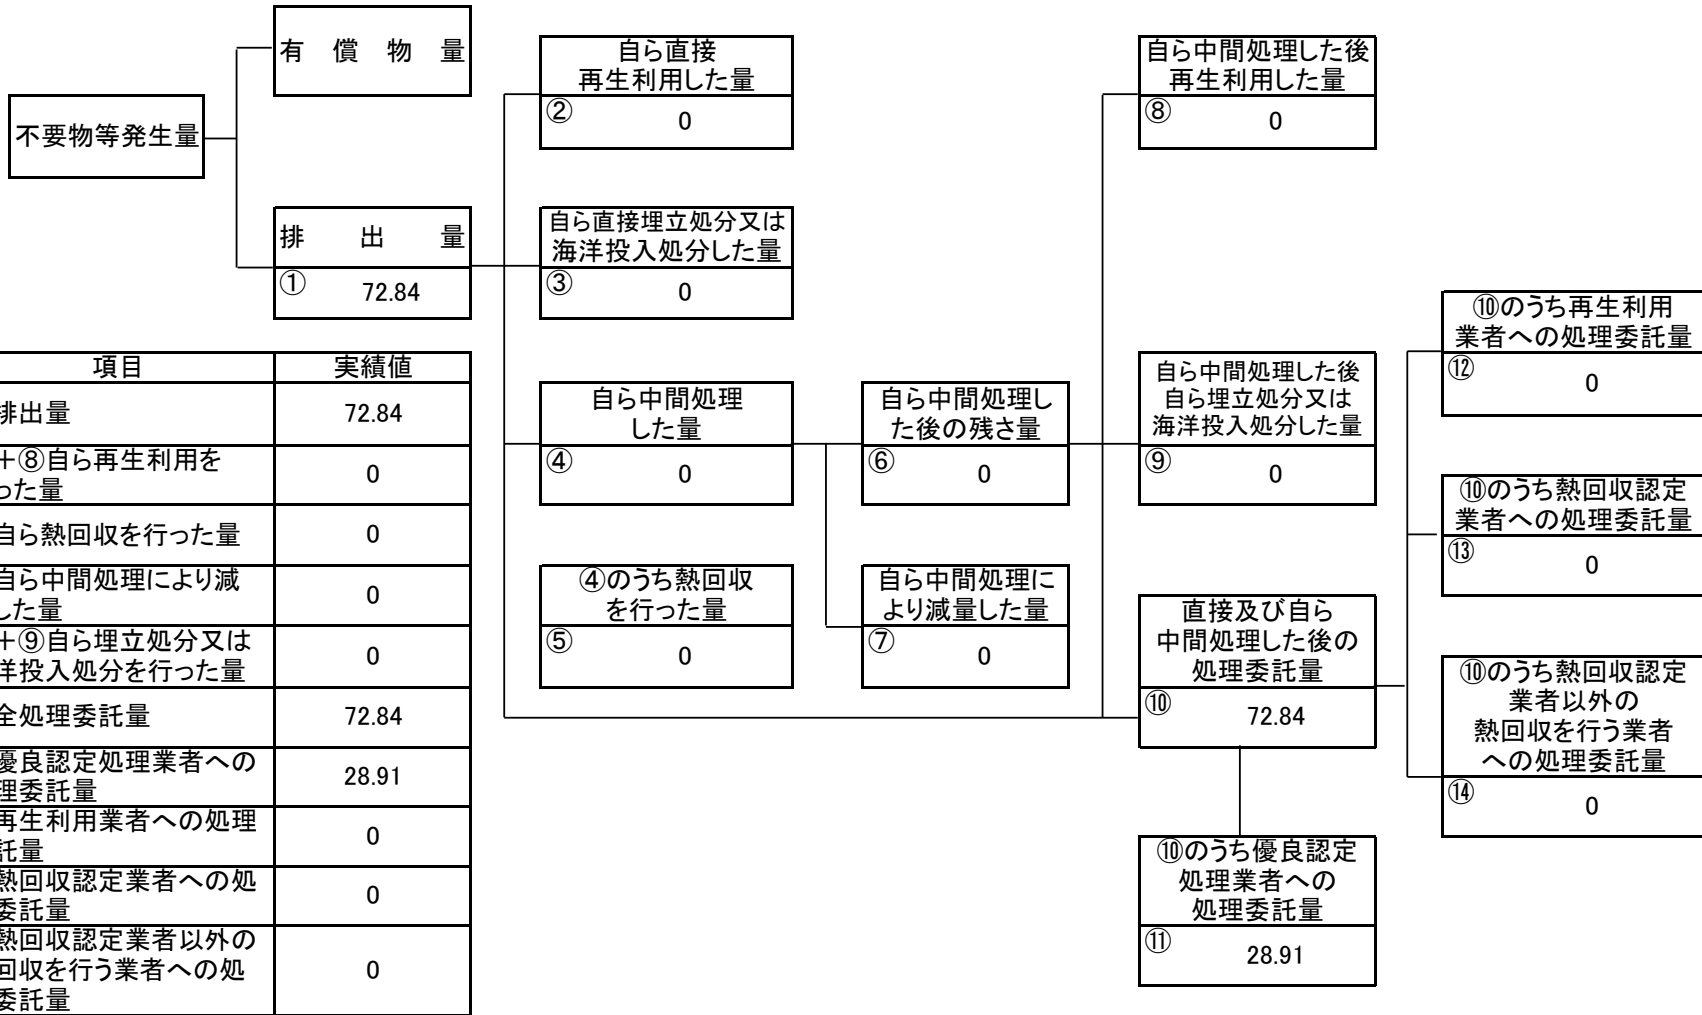 有償物量
不要物等発生量
排出量
① 72.84
自ら直接
再生利用した量
② 0
自ら直接埋立処分又は
海洋投入処分した量
③ 0
自ら中間処理
した量
④ 0
④のうち熱回収
を行った量
⑤ 0
自ら中間処理し
た後の残さ量
⑥ 0
自ら中間処理に
より減量した量
⑦ 0
自ら中間処理した後
再生利用した量
⑧ 0
自ら中間処理した後
自ら埋立処分又は
海洋投入処分した量
⑨ 0
直接及び自ら
中間処理した後の
処理委託量
⑩ 72.84
⑩のうち優良認定
処理業者への
処理委託量
⑪ 28.91
⑩のうち再生利用
業者への処理委託量
⑫ 0
⑩のうち熱回収認定
業者への処理委託量
⑬ 0
⑩のうち熱回収認定
業者以外の
熱回収を行う業者
への処理委託量
⑭ 0
項目 実績値
排出量 72.84
+⑧自ら再生利用を
った量 0
自ら熱回収を行った量 0
自ら中間処理により減
した量 0
+⑨自ら埋立処分又は
洋投入処分を行った量 0
全処理委託量 72.84
優良認定処理業者への
理委託量 28.91
再生利用業者への処理
託量 0
熱回収認定業者への処
委託量 0
熱回収認定業者以外の
回収を行う業者への処
委託量 0